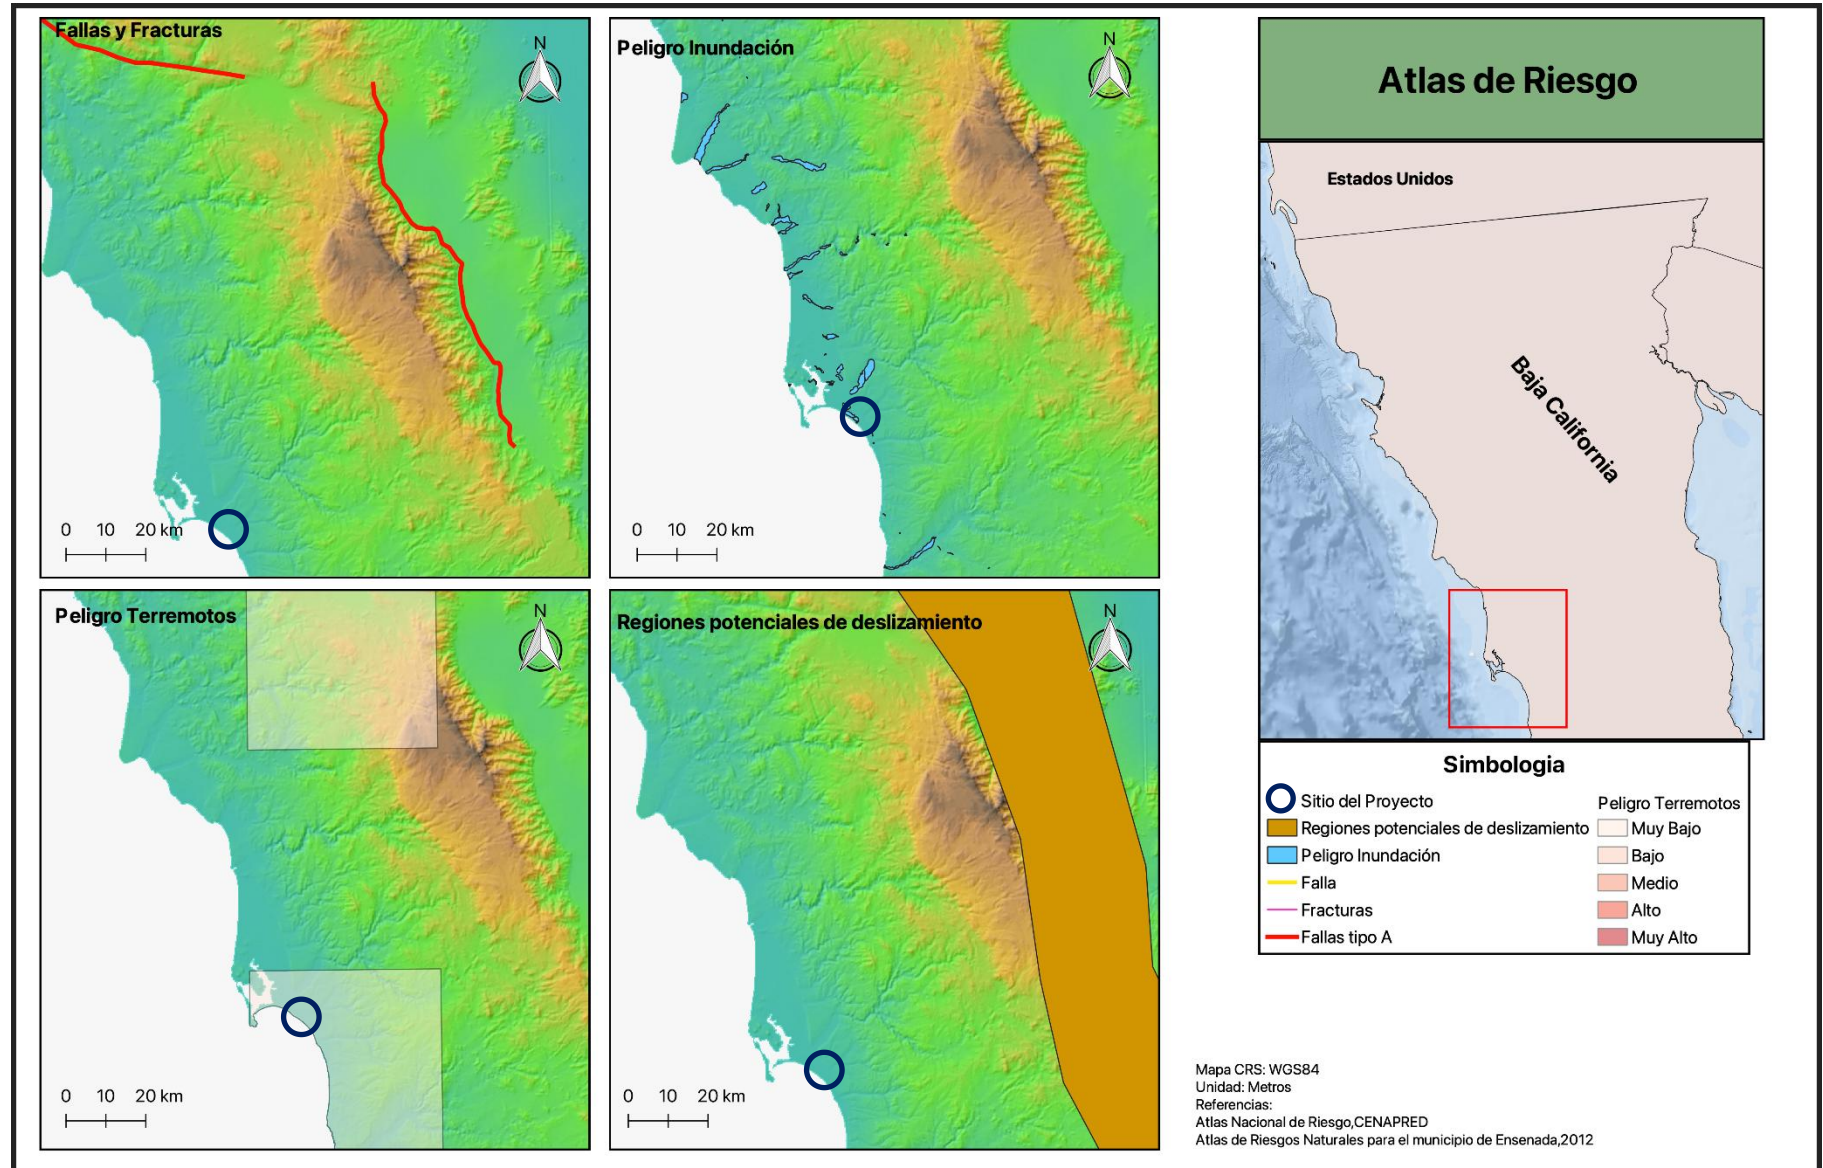 Fallas y Fracturas
N
0 10 20 km
Peligro Inundación
N
0 10 20 km
Peligro Terremotos
N
0 10 20 km
Regiones potenciales de deslizamiento
N
0 10 20 km
Atlas de Riesgo
Estados Unidos
Baja California
Simbologia
Sitio del Proyecto
Regiones potenciales de deslizamiento
Peligro Inundación
Falla
Fracturas
Fallas tipo A
Peligro Terremotos
Muy Bajo
Bajo
Medio
Alto
Muy Alto
Mapa CRS: WGS84
Unidad: Metros
Referencias:
Atlas Nacional de Riesgo,CENAPRED
Atlas de Riesgos Naturales para el municipio de Ensenada,2012